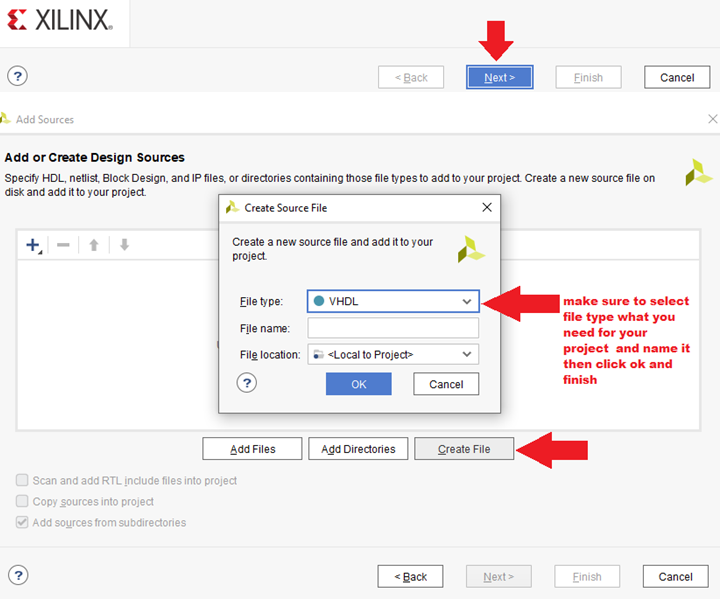 XILINX.
?
< Back
Next >
Finish
Cancel
Add Sources
Add or Create Design Sources
Specify HDL, netlist, Block Design, and IP files, or directories containing those file types to add to your project. Create a new source file on
disk and add it to your project.
Create Source File
Create a new source file and add it to your
project.
File type:
VHDL
File name:
File location:
<Local to Project>
?
OK
Cancel
make sure to select
file type what you
need for your
project and name it
then click ok and
finish
Add Files
Add Directories
Create File
Scan and add RTL include files into project
Copy sources into project
Add sources from subdirectories
?
< Back
Next >
Finish
Cancel